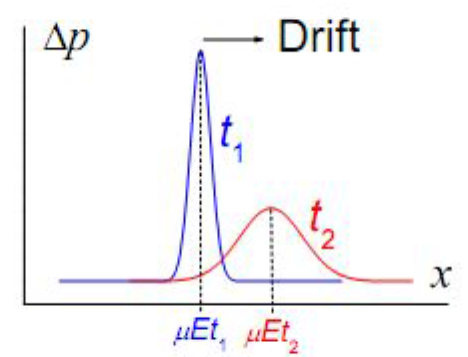 Δp
Drift
t₁
t₂
x
μEt₁
μEt₂